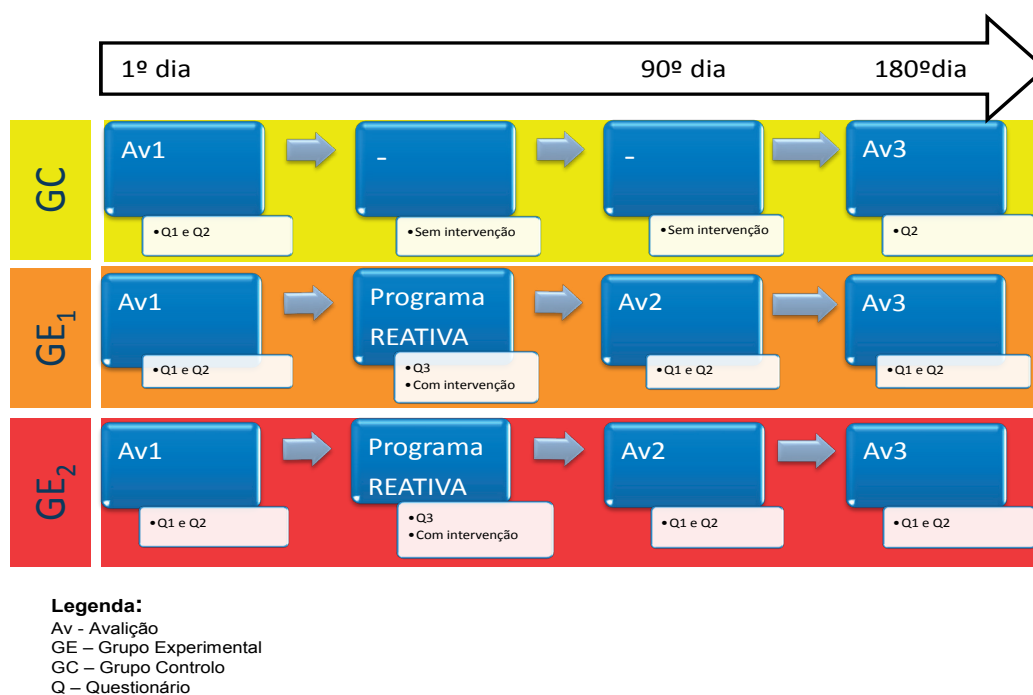 1º dia 90º dia 180ºdia
GC
Av1 - - Av3
•Q1 e Q2 •Sem intervenção •Sem intervenção •Q2
GE1
Av1 Programa Av2 Av3
REATIVA
•Q1 e Q2 •Q3 •Q1 e Q2 •Q1 e Q2
•Com intervenção
GE2
Av1 Programa Av2 Av3
REATIVA
•Q1 e Q2 •Q3 •Q1 e Q2 •Q1 e Q2
•Com intervenção
Legenda:
Av - Avalição
GE – Grupo Experimental
GC – Grupo Controlo
Q – Questionário